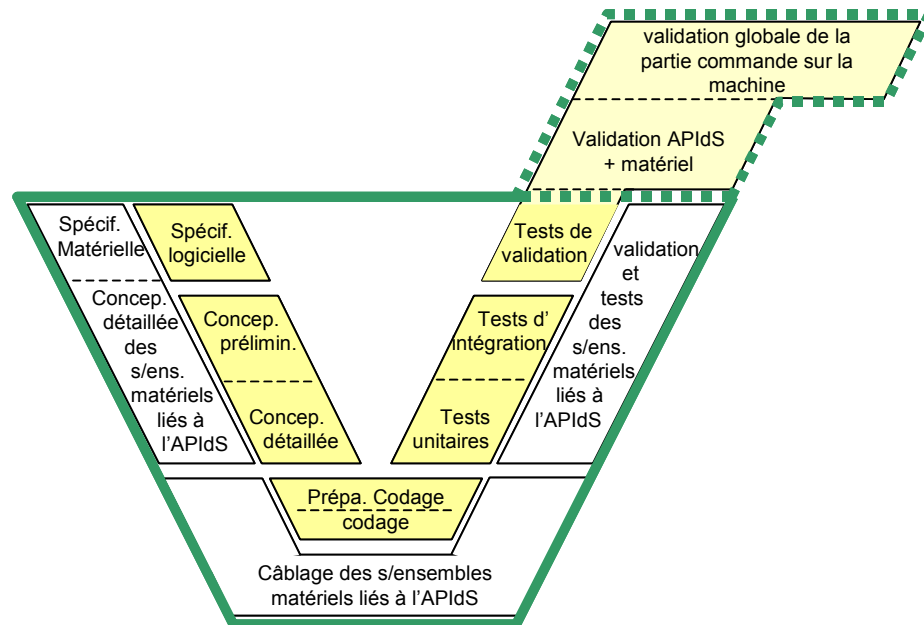 validation globale de la
partie commande sur la
machine
Validation APIdS
+ matériel
Spécif.
Matérielle
Concep.
détaillée
des
s/ens.
matériels
liés à
l'APIdS
Spécif.
logicielle
Concep.
prélimin.
Concep.
détaillée
Tests de
validation
Tests d'
intégration
Tests
unitaires
validation
et
tests
des
s/ens.
matériels
liés à
l'APIdS
Prépa. Codage
codage
Câblage des s/ensembles
matériels liés à l'APIdS